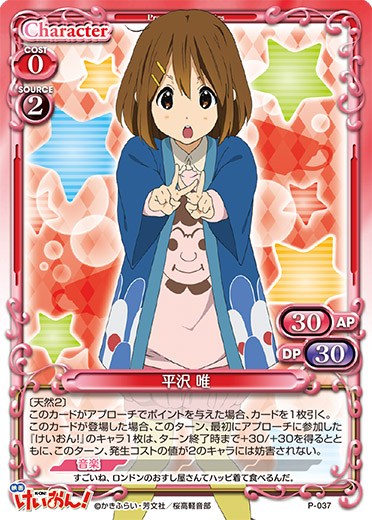 Character
COST
0
SOURCE
2
30 AP
DP 30
平沢 唯
［天然2］
このカードがアプローチでポイントを与えた場合、カードを1枚引く。
このカードが登場した場合、このターン、最初にアプローチに参加した
「けいおん！」のキャラ1枚は、ターン終了時まで+30/+30を得るとと
もに、このターン、発生コストの値が2のキャラには妨害されない。
音楽
すごいね、ロンドンのおすし屋さんてハッピ着て食べるんだ。
映画
けいおん!
©かきふらい・芳文社／桜高軽音部
P-037